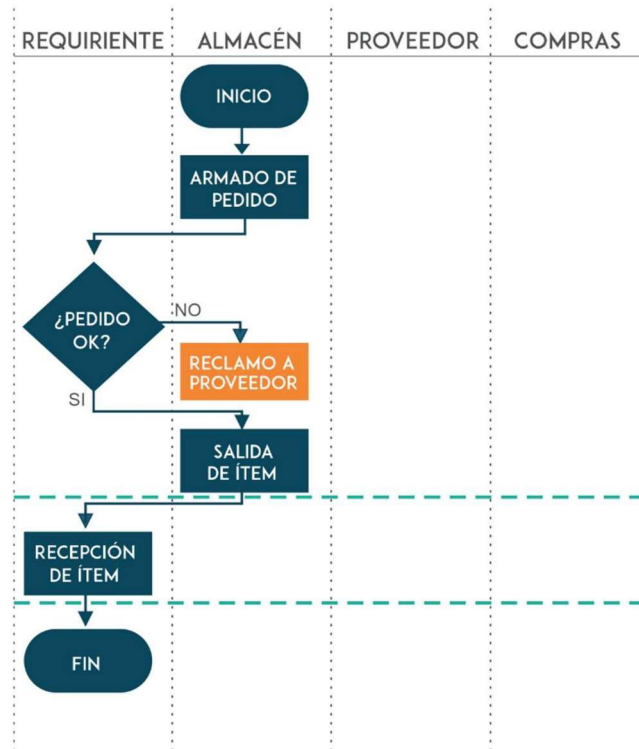 REQUIRIENTE ALMACÉN PROVEEDOR COMPRAS
INICIO
ARMADO DE
PEDIDO
¿PEDIDO
OK?
NO
RECLAMO A
PROVEEDOR
SI
SALIDA
DE ÍTEM
RECEPCIÓN
DE ÍTEM
FIN